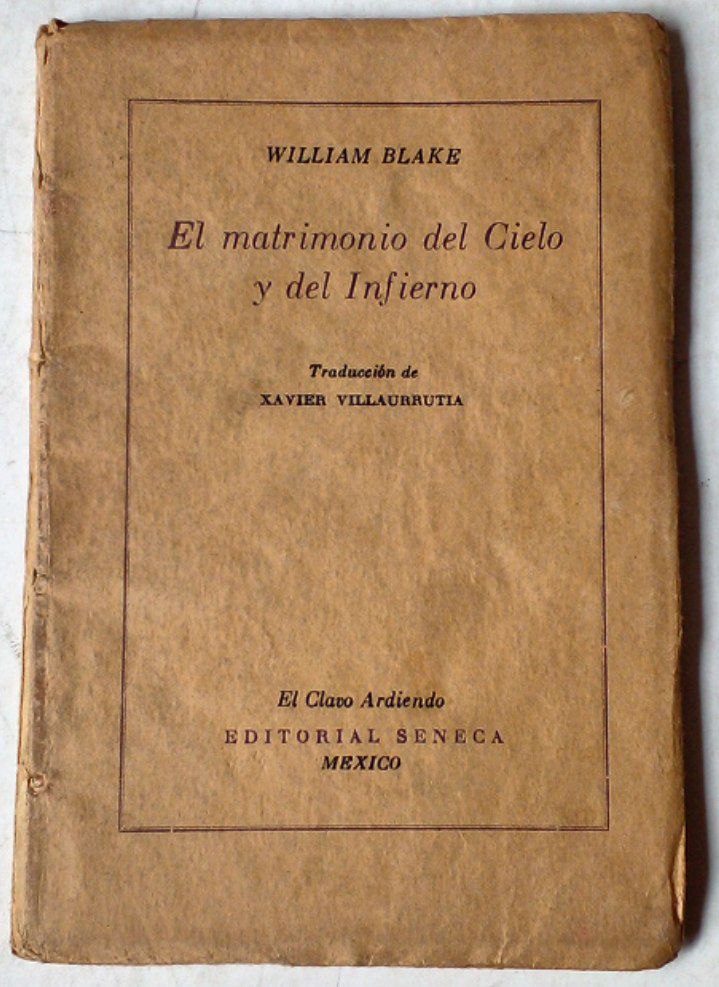 WILLIAM BLAKE
El matrimonio del Cielo
y del Infierno
Traducción de
XAVIER VILLAURRUTIA
El Clavo Ardiendo
EDITORIAL SENECA
MEXICO